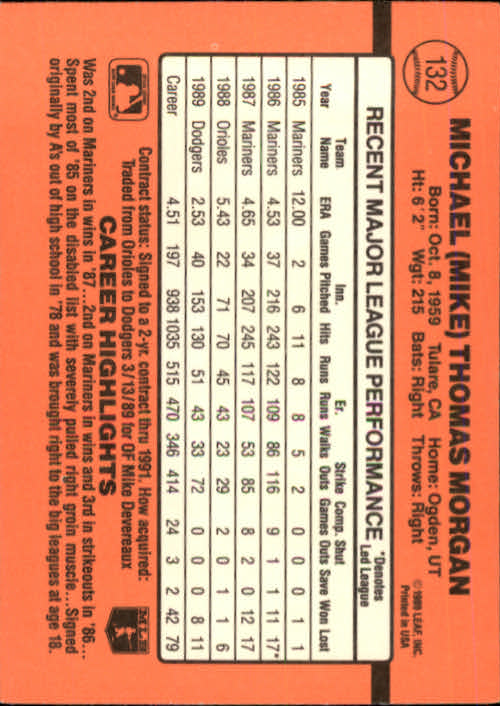 132
MICHAEL (MIKE) THOMAS MORGAN
Born: Oct. 8, 1959 Tulare, CA Home: Ogden, UT
Ht: 6' 2" Wgt: 215 Bats: Right Throws: Right
© 1989 LEAF, INC.
Printed in USA
RECENT MAJOR LEAGUE PERFORMANCE *Denotes Led League
Team Inn. Er. Strike Comp. Shut
Year Name ERA Games Pitched Hits Runs Runs Walks Outs Games Outs Save Won Lost
1985 Mariners 12.00 2 6 11 8 8 5 2 0 0 0 1 1
1986 Mariners 4.53 37 216 243 122 109 86 116 9 1 1 11 17*
1987 Mariners 4.65 34 207 245 117 107 53 85 8 2 0 12 17
1988 Orioles 5.43 22 71 70 45 43 23 29 2 0 1 1 6
1989 Dodgers 2.53 40 153 130 51 43 33 72 0 0 0 8 11
Career 4.51 197 938 1035 515 470 346 414 24 3 2 42 79
Contract status: Signed to a 2-yr. contract thru 1991. How acquired:
Traded from Orioles to Dodgers 3/13/89 for OF Mike Devereaux
CAREER HIGHLIGHTS
MLB
Was 2nd on Mariners in wins in '87...2nd on Mariners in wins and 3rd in strikeouts in '86...
Spent most of '85 on the disabled list with severely pulled right groin muscle...Signed
originally by A's out of high school in '78 and was brought right to the big leagues at age 18.